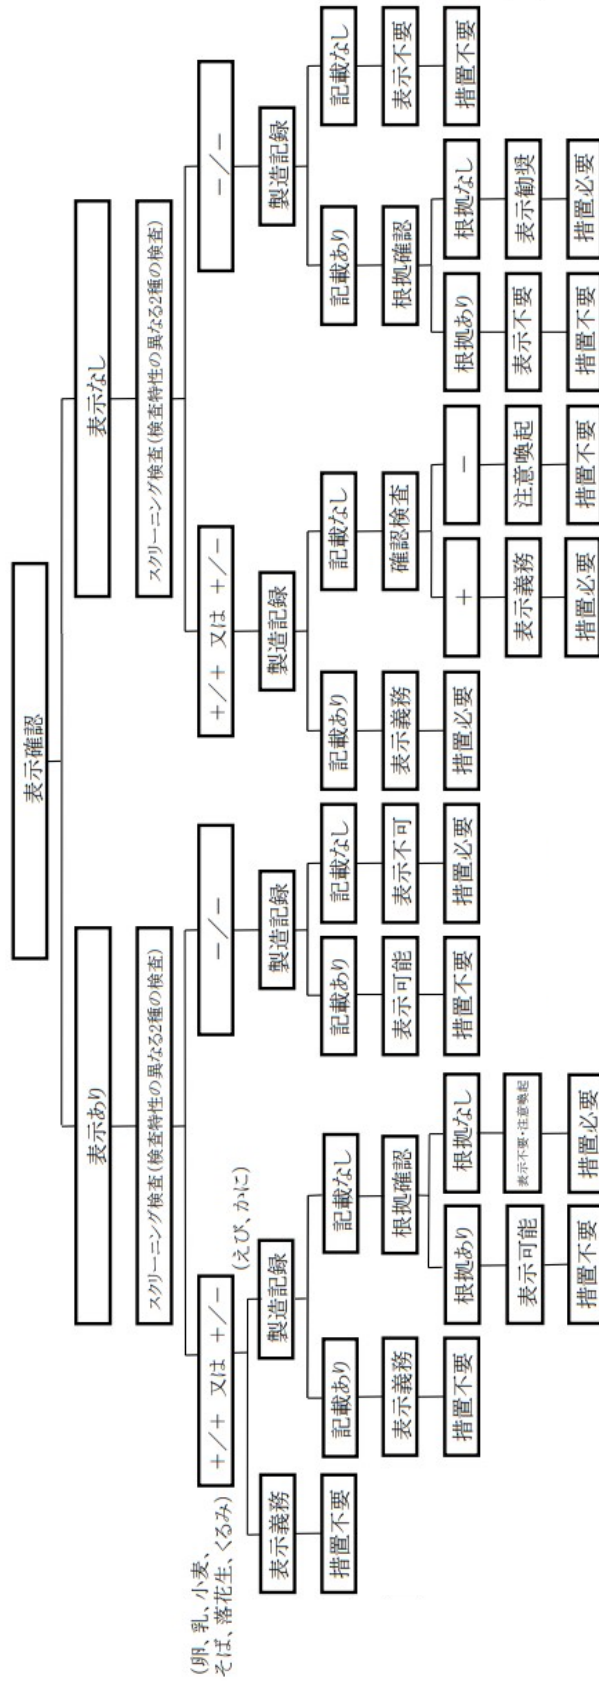 表示確認
表示あり
表示なし
スクリーニング検査(検査特性の異なる2種の検査)
スクリーニング検査(検査特性の異なる2種の検査)
(卵、乳、小麦、
そば、落花生、くるみ)
+/+ 又は +/-
(えび、かに)
-/-
+/+ 又は +/-
-/-
表示義務
製造記録
製造記録
製造記録
製造記録
措置不要
記載あり
記載なし
記載あり
記載なし
記載あり
記載なし
記載あり
記載なし
表示義務
根拠確認
表示可能
表示不可
表示義務
確認検査
根拠確認
表示不要
措置不要
根拠あり
根拠なし
措置不要
措置必要
措置必要
+
-
根拠あり
根拠なし
措置不要
表示可能
表示不要・注意喚起
表示義務
注意喚起
表示不要
表示勧奨
措置不要
措置必要
措置必要
措置不要
措置不要
措置必要